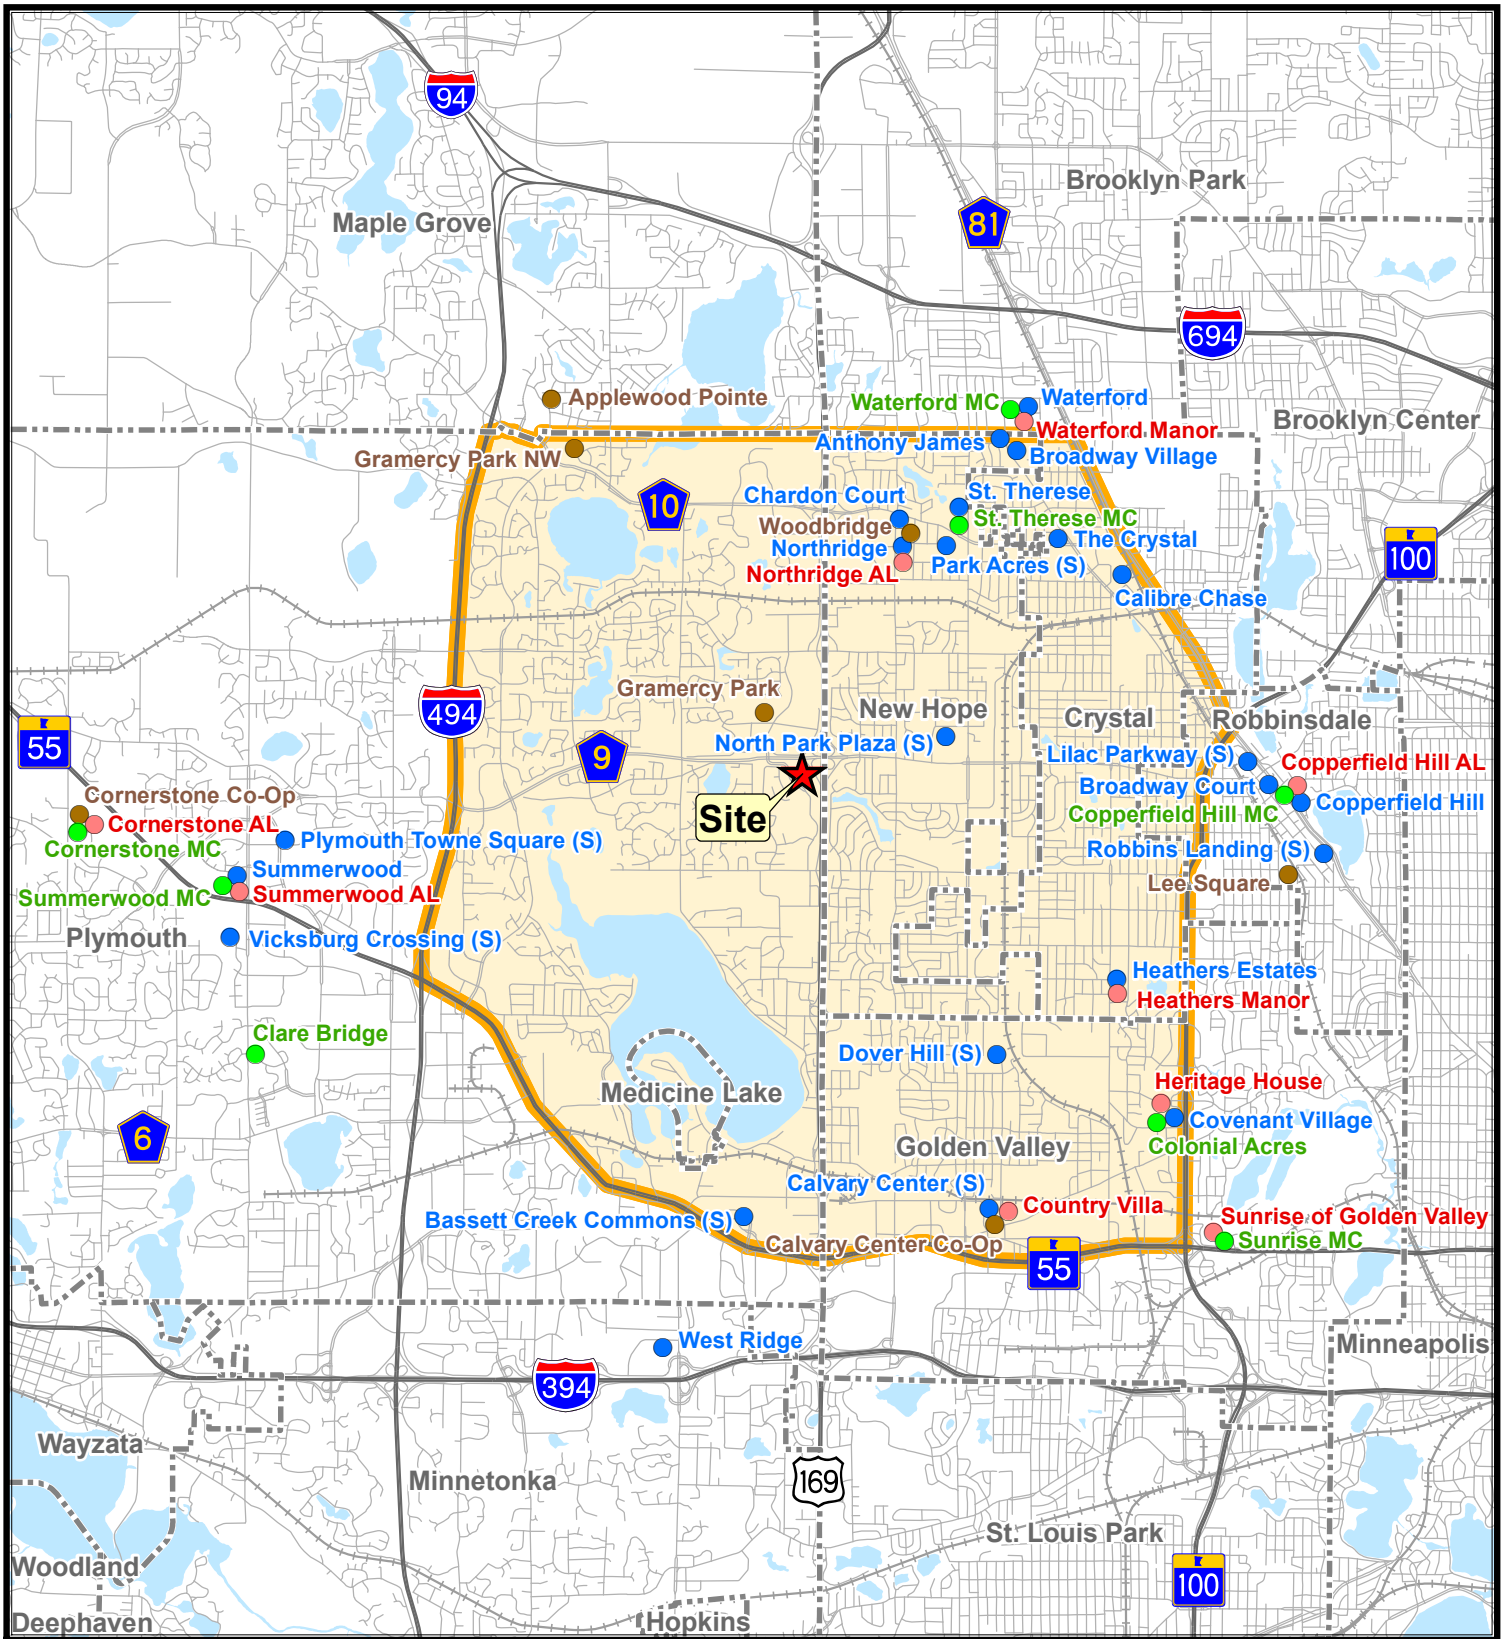 94
Brooklyn Park
Maple Grove
81
694
Applewood Pointe
Waterford MC
Waterford
Brooklyn Center
Waterford Manor
Anthony James
Broadway Village
Gramercy Park NW
10
Chardon Court
St. Therese
Woodbridge
St. Therese MC
Northridge
The Crystal
100
Northridge AL
Park Acres (S)
Calibre Chase
Gramercy Park
494
New Hope
Crystal
Robbinsdale
55
9
North Park Plaza (S)
Lilac Parkway (S)
Copperfield Hill AL
Site
Broadway Court
Copperfield Hill
Cornerstone Co-Op
Cornerstone AL
Copperfield Hill MC
Cornerstone MC
Plymouth Towne Square (S)
Robbins Landing (S)
Summerwood
Lee Square
Summerwood MC
Summerwood AL
Plymouth
Vicksburg Crossing (S)
Heathers Estates
Heathers Manor
Clare Bridge
Dover Hill (S)
Medicine Lake
Heritage House
6
Covenant Village
Golden Valley
Colonial Acres
Calvary Center (S)
Country Villa
Bassett Creek Commons (S)
Sunrise of Golden Valley
Calvary Center Co-Op
Sunrise MC
55
West Ridge
Minneapolis
394
Wayzata
Minnetonka
169
St. Louis Park
Woodland
100
Deephaven
Hopkins